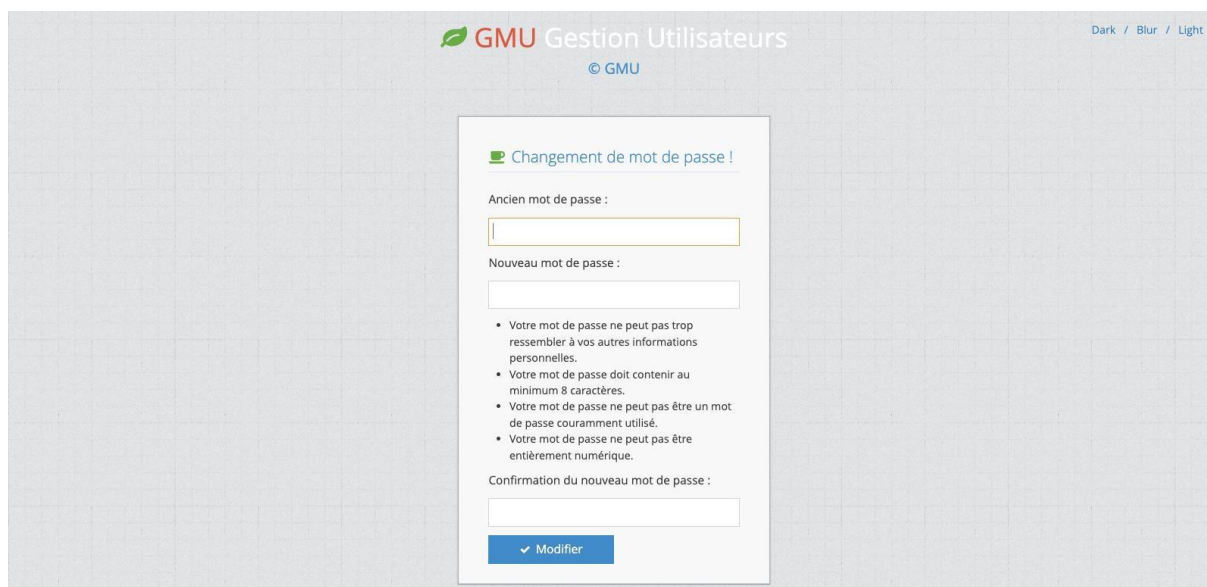 GMU Gestion Utilisateurs
Dark / Blur / Light
© GMU
Changement de mot de passe !
Ancien mot de passe :
Nouveau mot de passe :
• Votre mot de passe ne peut pas trop
ressembler à vos autres informations
personnelles.
• Votre mot de passe doit contenir au
minimum 8 caractères.
• Votre mot de passe ne peut pas être un mot
de passe couramment utilisé.
• Votre mot de passe ne peut pas être
entièrement numérique.
Confirmation du nouveau mot de passe :
Modifier